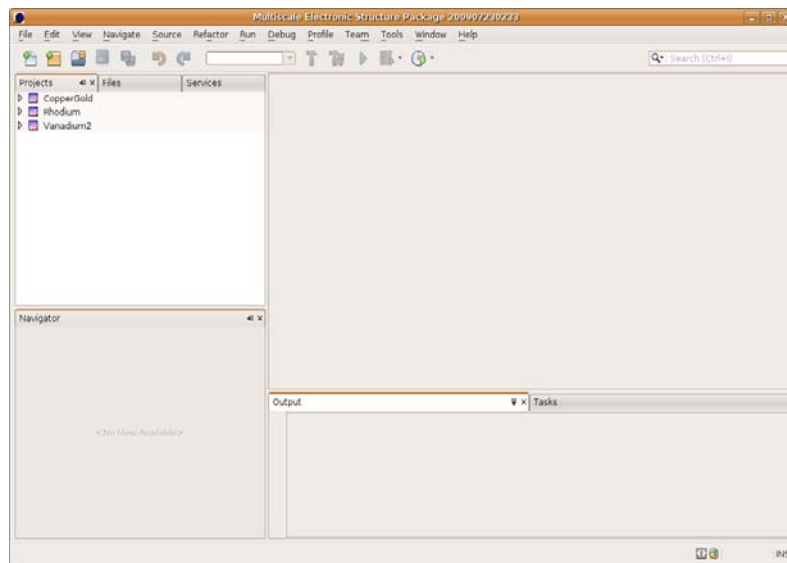 Multiscale Electronic Structure Package 200907230233
File Edit View Navigate Source Refactor Run Debug Profile Team Tools Window Help
Search (Ctrl+I)
Projects Files Services
CopperGold
Rhodium
Vanadium2
Navigator
<No View Available>
Output Tasks
INS